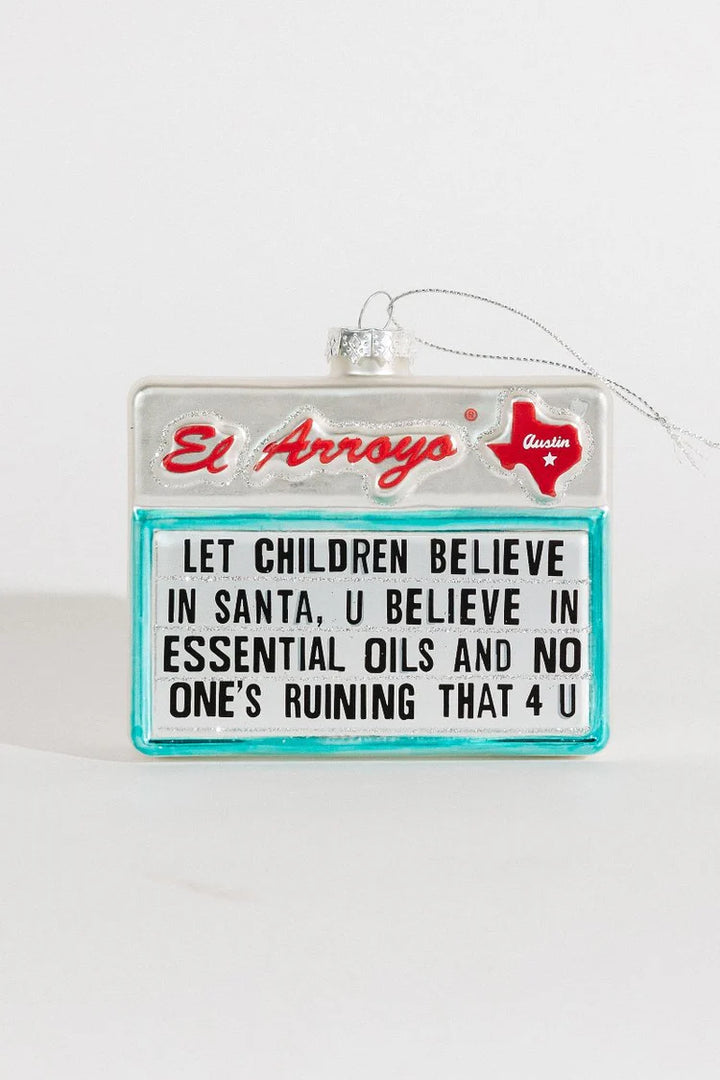 El Arroyo ®
Austin
LET CHILDREN BELIEVE
IN SANTA, U BELIEVE IN
ESSENTIAL OILS AND NO
ONE'S RUINING THAT 4 U